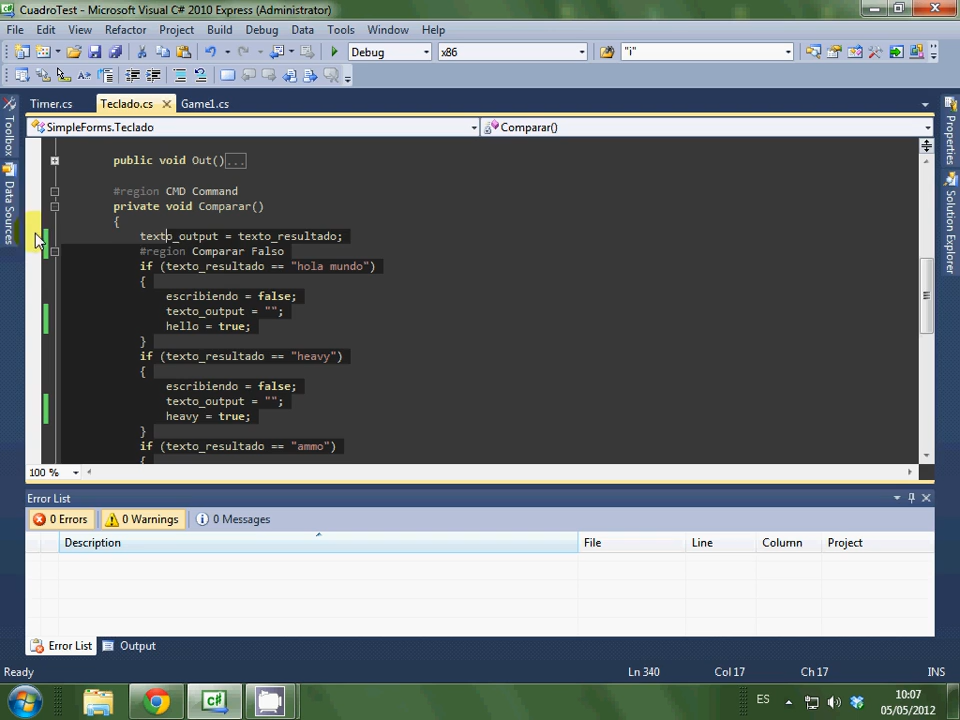 CuadroTest - Microsoft Visual C# 2010 Express (Administrator)
File Edit View Refactor Project Build Debug Data Tools Window Help
Debug x86 "i"
Timer.cs Teclado.cs Game1.cs
SimpleForms.Teclado Comparar()
Toolbox
Data Sources
Properties
Solution Explorer
public void Out()...
#region CMD Command
private void Comparar()
{
texto_output = texto_resultado;
#region Comparar Falso
if (texto_resultado == "hola mundo")
{
escribiendo = false;
texto_output = "";
hello = true;
}
if (texto_resultado == "heavy")
{
escribiendo = false;
texto_output = "";
heavy = true;
}
if (texto_resultado == "ammo")
{
100 %
Error List
0 Errors 0 Warnings 0 Messages
Description File Line Column Project
Error List Output
Ready Ln 340 Col 17 Ch 17 INS
ES 10:07
05/05/2012